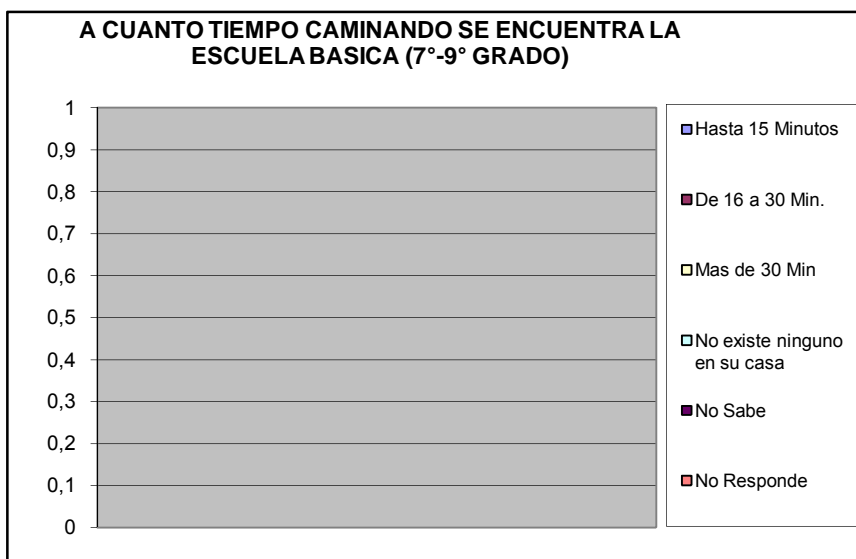 A CUANTO TIEMPO CAMINANDO SE ENCUENTRA LA
ESCUELA BASICA (7°-9° GRADO)
1
0,9
0,8
0,7
0,6
0,5
0,4
0,3
0,2
0,1
0
Hasta 15 Minutos
De 16 a 30 Min.
Mas de 30 Min
No existe ninguno
en su casa
No Sabe
No Responde